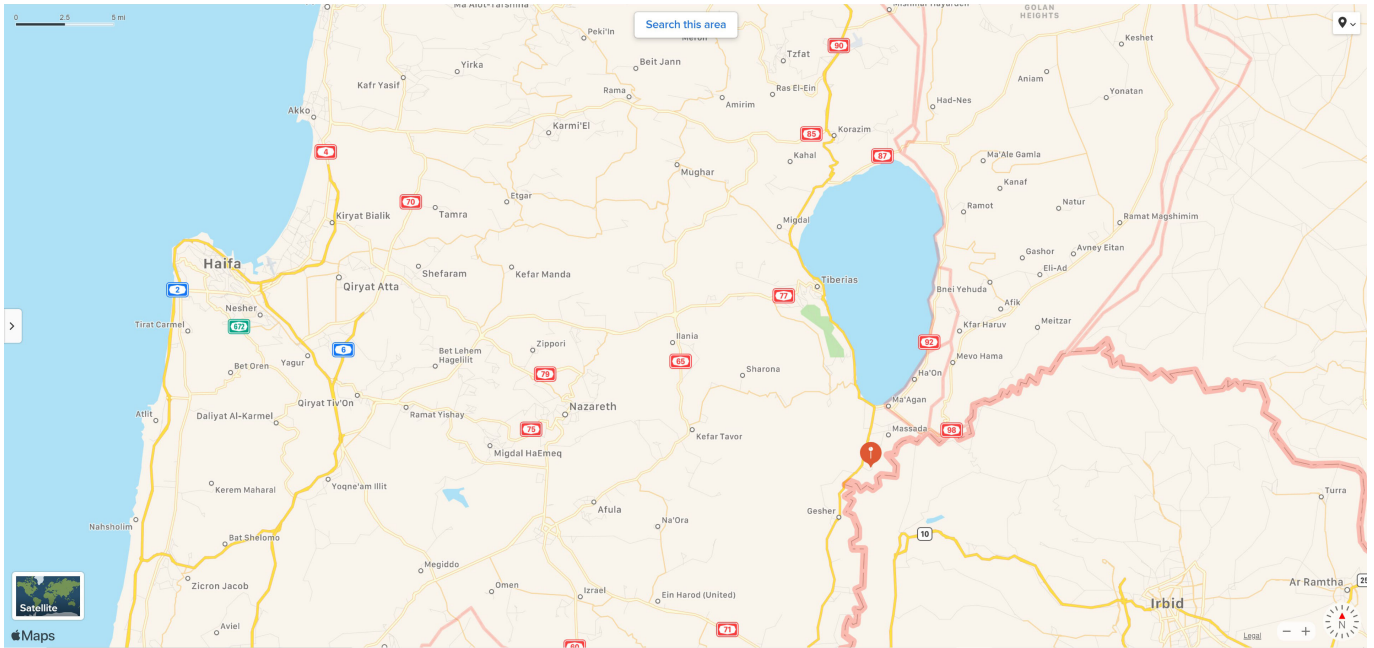 0 2.5 5 mi
Ma'Alot-Tarshiha
Search this area
GOLAN
HEIGHTS
Peki'In
Keshet
90
Yirka
Beit Jann
Tzfat
Aniam
Kafr Yasif
Rama
Ras El-Ein
Yonatan
Amirim
Had-Nes
Akko
Karmi'El
85
Korazim
4
Kahal
87
Ma'Ale Gamla
Mughar
Kanaf
70
Etgar
Natur
Tamra
Ramot
Kiryat Bialik
Migdal
Ramat Magshimim
Gashor
Avney Eitan
Haifa
Shefaram
Kefar Manda
Eli-Ad
Qiryat Atta
Tiberias
2
Bnei Yehuda
77
Nesher
Afik
Tirat Carmel
672
Kfar Haruv
Meitzar
Ilania
Zippori
92
6
Bet Lehem
Hagelilit
Yagur
Mevo Hama
65
Bet Oren
Sharona
79
Ha'On
Qiryat Tiv'On
Ma'Agan
Nazareth
Atlit
Daliyat Al-Karmel
Ramat Yishay
75
Massada
98
Kefar Tavor
Migdal HaEmeq
Kerem Maharal
Yoqne'am Illit
Turra
Afula
Gesher
Nahsholim
Na'Ora
Bat Shelomo
10
Megiddo
Zicron Jacob
Omen
Izrael
Ein Harod (United)
Ar Ramtha
25
Satellite
Irbid
Aviel
71
N
Maps
Legal
60